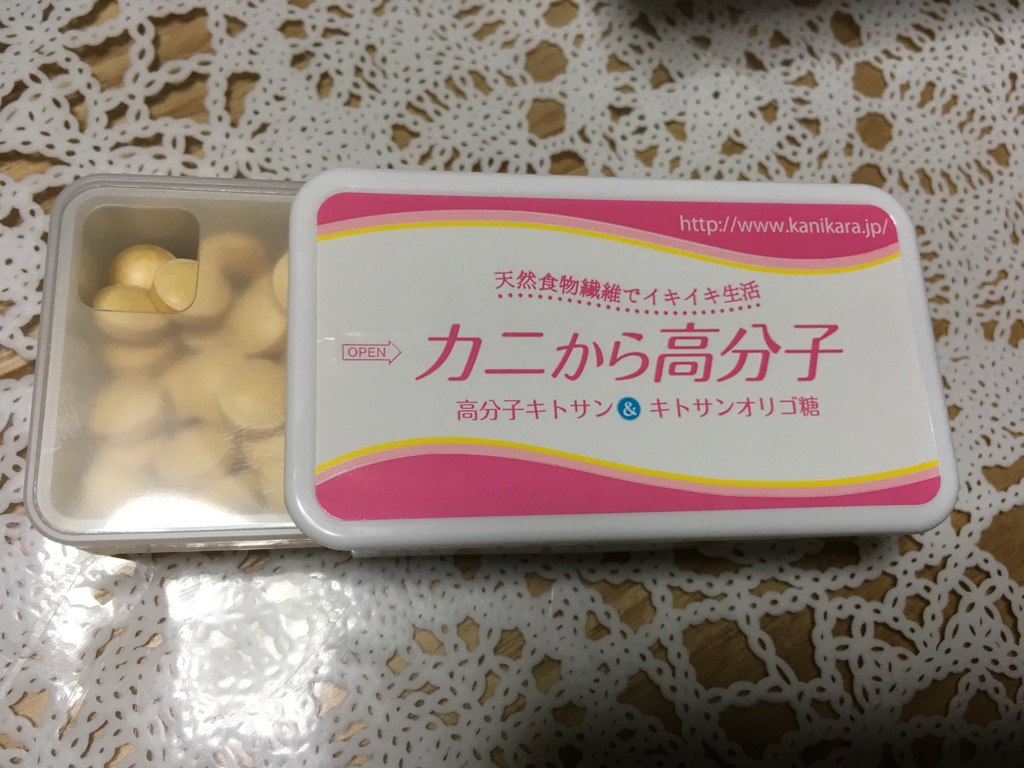 http://www.kanikara.jp/
天然食物繊維でイキイキ生活
OPEN
カニから高分子
高分子キトサン&キトサンオリゴ糖